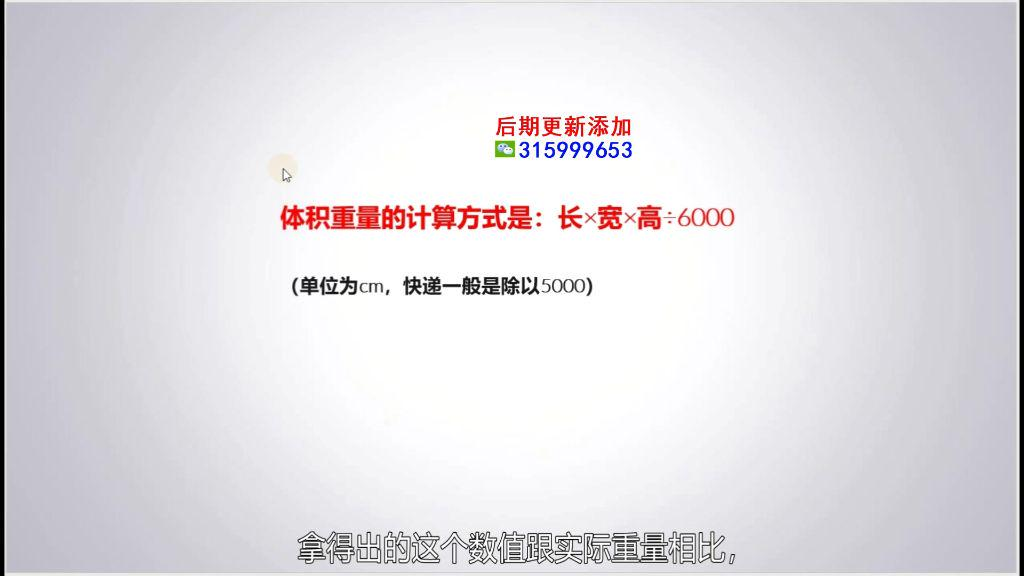 后期更新添加
315999653
体积重量的计算方式是：长×宽×高÷6000
（单位为cm，快递一般是除以5000）
拿得出的这个数值跟实际重量相比，